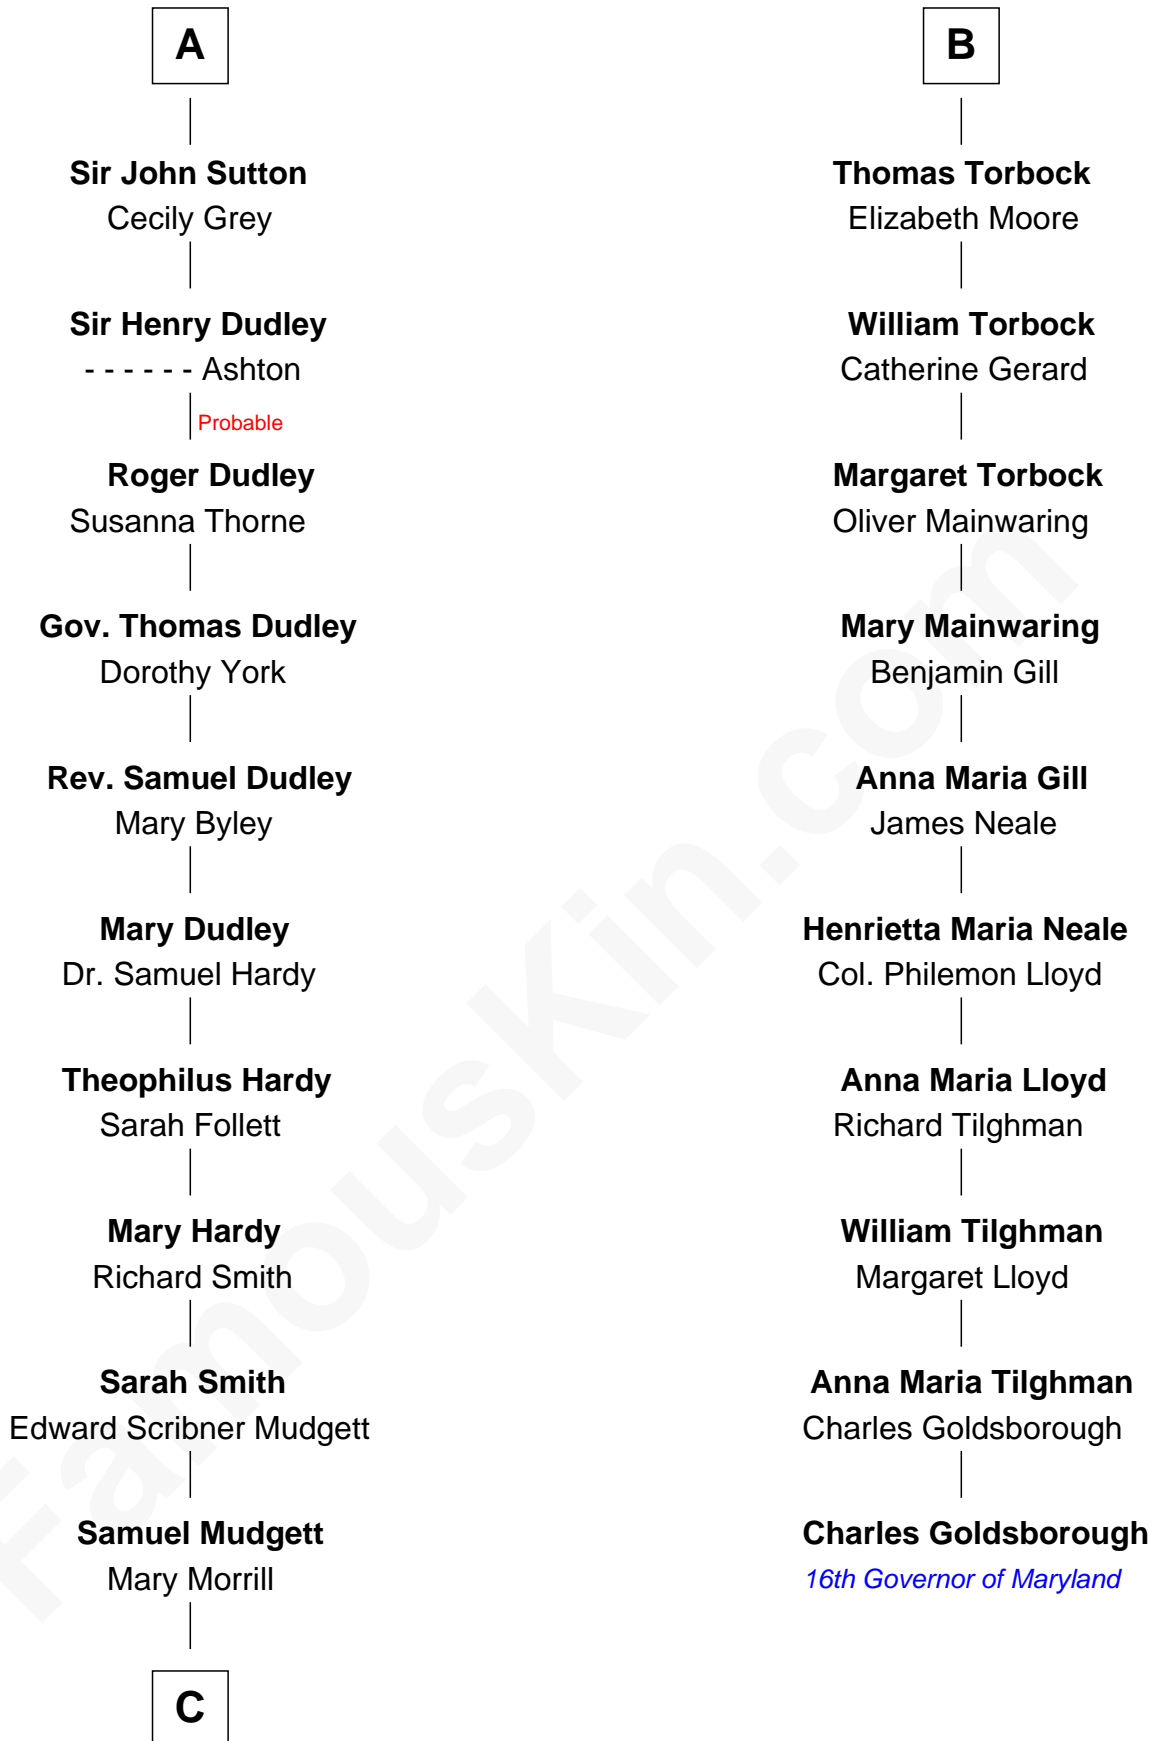 A
Sir John Sutton
Cecily Grey
Sir Henry Dudley
- - - - - - Ashton
Probable
Roger Dudley
Susanna Thorne
Gov. Thomas Dudley
Dorothy York
Rev. Samuel Dudley
Mary Byley
Mary Dudley
Dr. Samuel Hardy
Theophilus Hardy
Sarah Follett
Mary Hardy
Richard Smith
Sarah Smith
Edward Scribner Mudgett
Samuel Mudgett
Mary Morrill
C
B
Thomas Torbock
Elizabeth Moore
William Torbock
Catherine Gerard
Margaret Torbock
Oliver Mainwaring
Mary Mainwaring
Benjamin Gill
Anna Maria Gill
James Neale
Henrietta Maria Neale
Col. Philemon Lloyd
Anna Maria Lloyd
Richard Tilghman
William Tilghman
Margaret Lloyd
Anna Maria Tilghman
Charles Goldsborough
Charles Goldsborough
16th Governor of Maryland
FamousKin.com